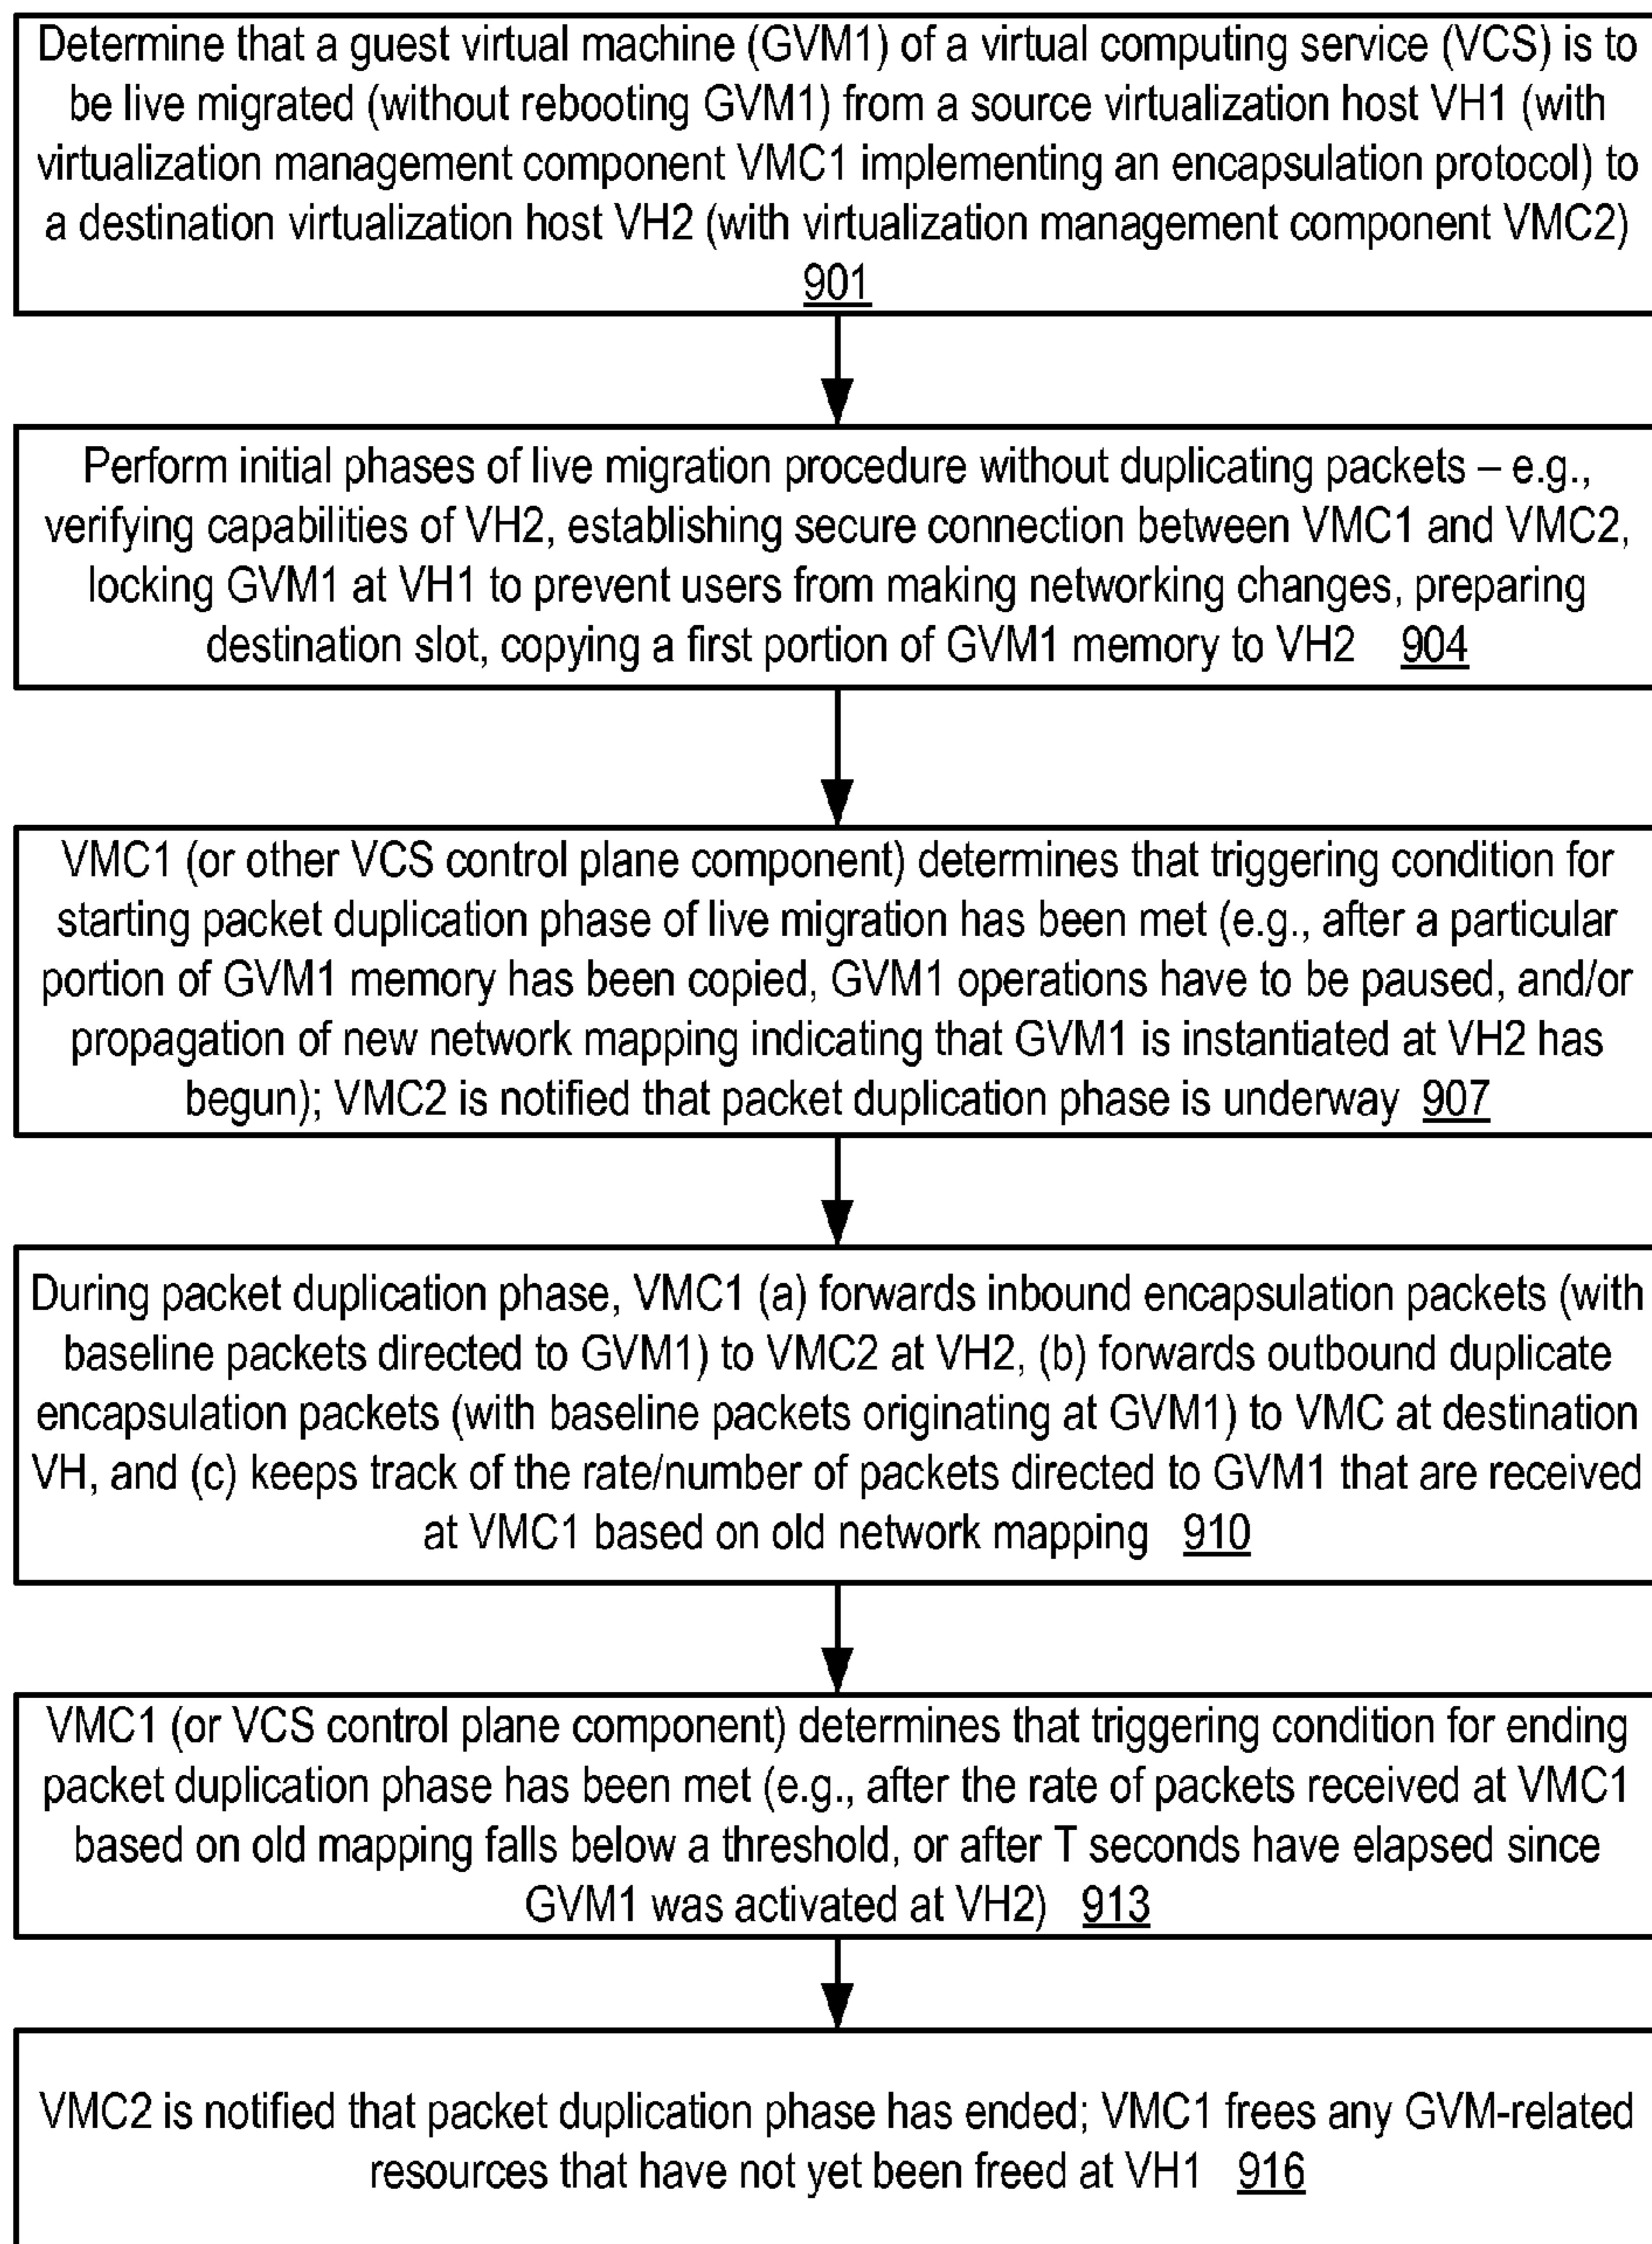 Determine that a guest virtual machine (GVM1) of a virtual computing service (VCS) is to
be live migrated (without rebooting GVM1) from a source virtualization host VH1 (with
virtualization management component VMC1 implementing an encapsulation protocol) to
a destination virtualization host VH2 (with virtualization management component VMC2)
901
Perform initial phases of live migration procedure without duplicating packets – e.g.,
verifying capabilities of VH2, establishing secure connection between VMC1 and VMC2,
locking GVM1 at VH1 to prevent users from making networking changes, preparing
destination slot, copying a first portion of GVM1 memory to VH2 904
VMC1 (or other VCS control plane component) determines that triggering condition for
starting packet duplication phase of live migration has been met (e.g., after a particular
portion of GVM1 memory has been copied, GVM1 operations have to be paused, and/or
propagation of new network mapping indicating that GVM1 is instantiated at VH2 has
begun); VMC2 is notified that packet duplication phase is underway 907
During packet duplication phase, VMC1 (a) forwards inbound encapsulation packets (with
baseline packets directed to GVM1) to VMC2 at VH2, (b) forwards outbound duplicate
encapsulation packets (with baseline packets originating at GVM1) to VMC at destination
VH, and (c) keeps track of the rate/number of packets directed to GVM1 that are received
at VMC1 based on old network mapping 910
VMC1 (or VCS control plane component) determines that triggering condition for ending
packet duplication phase has been met (e.g., after the rate of packets received at VMC1
based on old mapping falls below a threshold, or after T seconds have elapsed since
GVM1 was activated at VH2) 913
VMC2 is notified that packet duplication phase has ended; VMC1 frees any GVM-related
resources that have not yet been freed at VH1 916